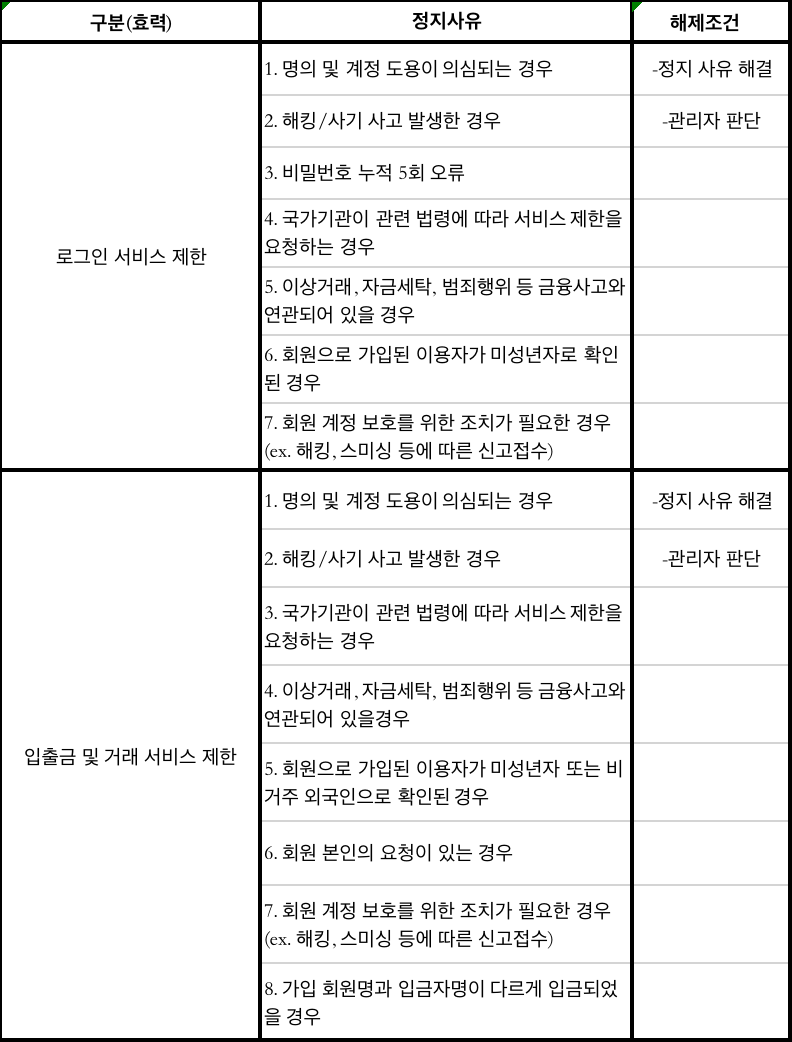 구분(효력)
정지사유
해제조건
로그인 서비스 제한
1. 명의 및 계정 도용이 의심되는 경우
-정지 사유 해결
2. 해킹/사기 사고 발생한 경우
-관리자 판단
3. 비밀번호 누적 5회 오류
4. 국가기관이 관련 법령에 따라 서비스 제한을
요청하는 경우
5. 이상거래, 자금세탁, 범죄행위 등 금융사고와
연관되어 있을 경우
6. 회원으로 가입된 이용자가 미성년자로 확인
된 경우
7. 회원 계정 보호를 위한 조치가 필요한 경우
(ex. 해킹, 스미싱 등에 따른 신고접수)
입출금 및 거래 서비스 제한
1. 명의 및 계정 도용이 의심되는 경우
-정지 사유 해결
2. 해킹/사기 사고 발생한 경우
-관리자 판단
3. 국가기관이 관련 법령에 따라 서비스 제한을
요청하는 경우
4. 이상거래, 자금세탁, 범죄행위 등 금융사고와
연관되어 있을경우
5. 회원으로 가입된 이용자가 미성년자 또는 비
거주 외국인으로 확인된 경우
6. 회원 본인의 요청이 있는 경우
7. 회원 계정 보호를 위한 조치가 필요한 경우
(ex. 해킹, 스미싱 등에 따른 신고접수)
8. 가입 회원명과 입금자명이 다르게 입금되었
을 경우